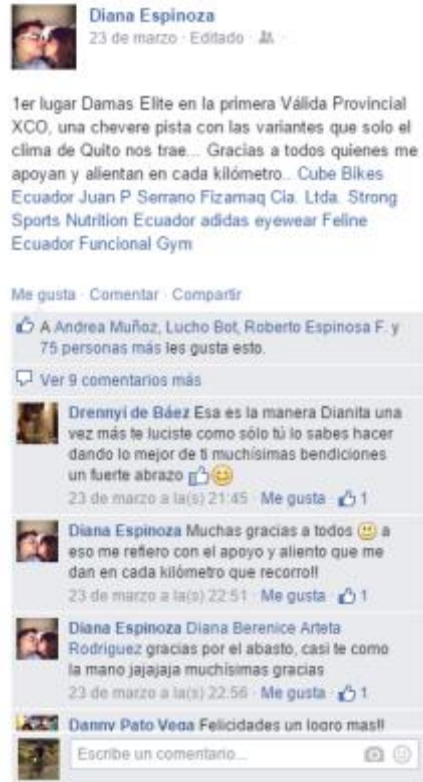 Diana Espinoza
23 de marzo · Editado ·
1er lugar Damas Elite en la primera Válida Provincial
XCO, una chevere pista con las variantes que solo el
clima de Quito nos trae... Gracias a todos quienes me
apoyan y alientan en cada kilómetro.. Cube Bikes
Ecuador Juan P Serrano Fizamaq Cia. Ltda. Strong
Sports Nutrition Ecuador adidas eyewear Feline
Ecuador Funcional Gym
Me gusta · Comentar · Compartir
A Andrea Muñoz, Lucho Bot, Roberto Espinosa F. y
75 personas más les gusta esto.
Ver 9 comentarios más
Drennyi de Báez Esa es la manera Dianita una
vez más te luciste como sólo tú lo sabes hacer
dando lo mejor de ti muchísimas bendiciones
un fuerte abrazo 👍😊
23 de marzo a la(s) 21:45 · Me gusta · 1
Diana Espinoza Muchas gracias a todos 🙂 a
eso me refiero con el apoyo y aliento que me
dan en cada kilómetro que recorro!!
23 de marzo a la(s) 22:51 · Me gusta · 1
Diana Espinoza Diana Berenice Arteta
Rodriguez gracias por el abasto, casi te como
la mano jajajaja muchísimas gracias
23 de marzo a la(s) 22:56 · Me gusta · 1
Danny Pato Vega Felicidades un logro mas!!
Escribe un comentario...